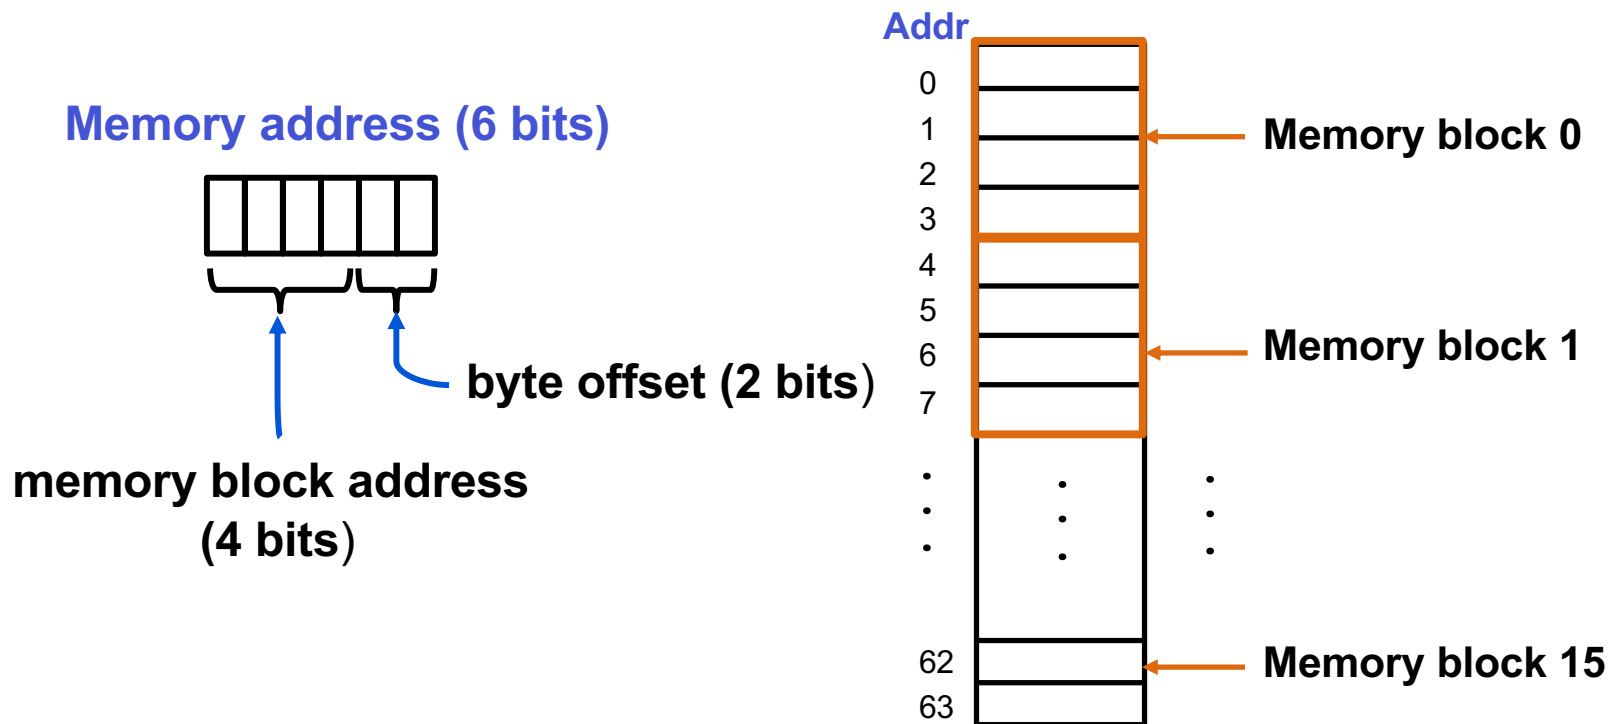 Memory address (6 bits)
byte offset (2 bits)
memory block address
(4 bits)
Addr
0
1
2
3
4
5
6
7
62
63
Memory block 0
Memory block 1
Memory block 15